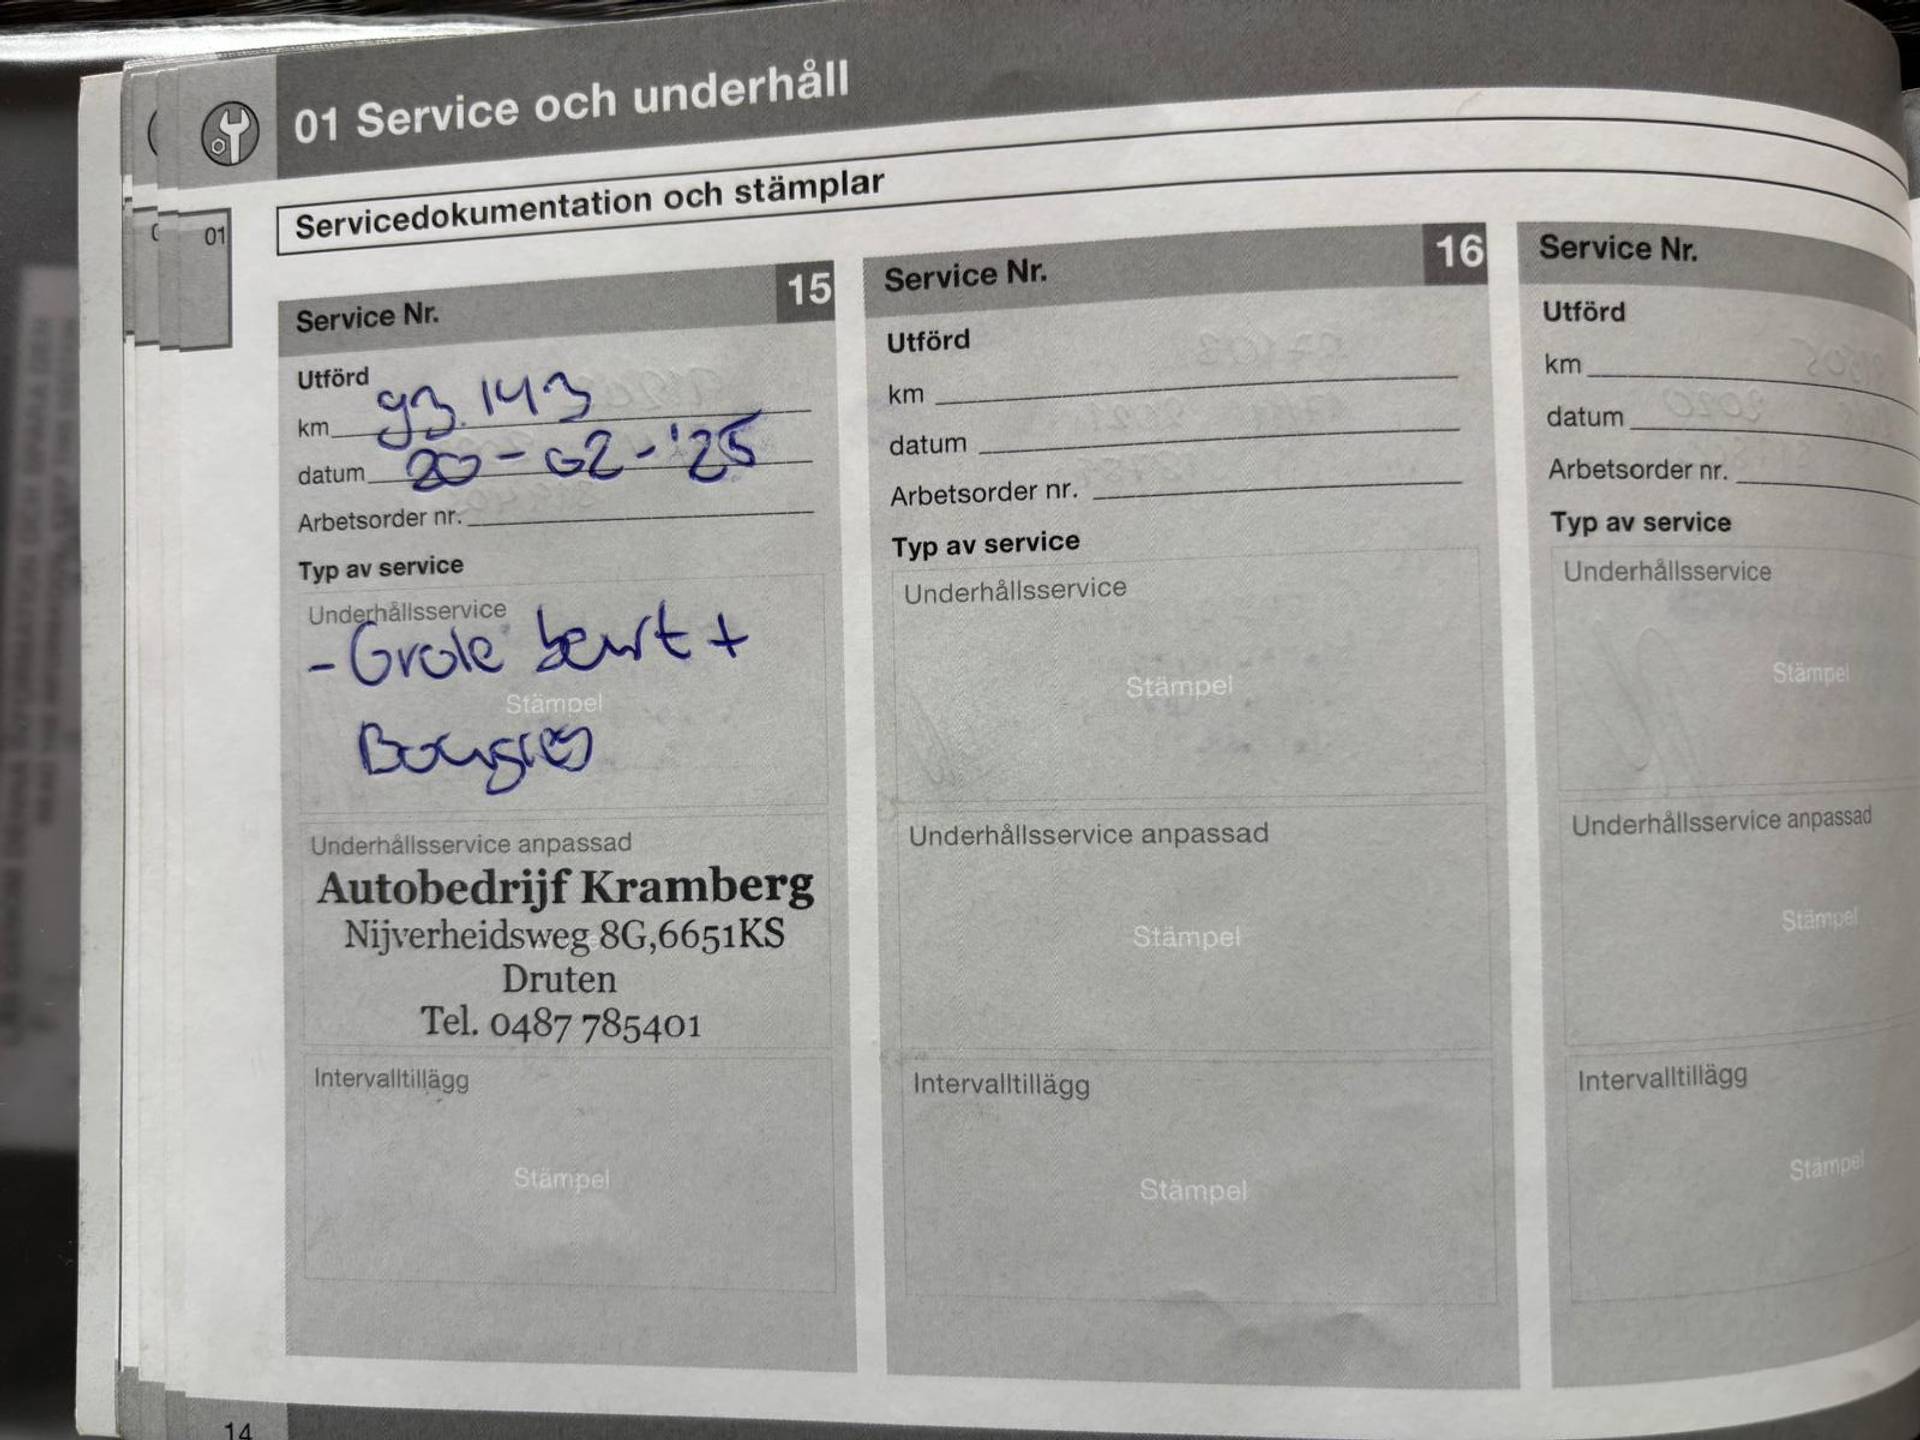 01 Service och underhåll
01
Servicedokumentation och stämplar
Service Nr. 15
Utförd
km 93.143
datum 20-02-'25
Arbetsorder nr.
Typ av service
Underhållsservice
- Grote beurt +
Stämpel
Bougies
Underhållsservice anpassad
Autobedrijf Kramberg
Nijverheidsweg 8G,6651KS
Druten
Tel. 0487 785401
Intervalltillägg
Stämpel
Service Nr. 16
Utförd
km
datum
Arbetsorder nr.
Typ av service
Underhållsservice
Stämpel
Underhållsservice anpassad
Stämpel
Intervalltillägg
Stämpel
Service Nr.
Utförd
km
datum
Arbetsorder nr.
Typ av service
Underhållsservice
Stämpel
Underhållsservice anpassad
Stämpel
Intervalltillägg
Stämpel
14